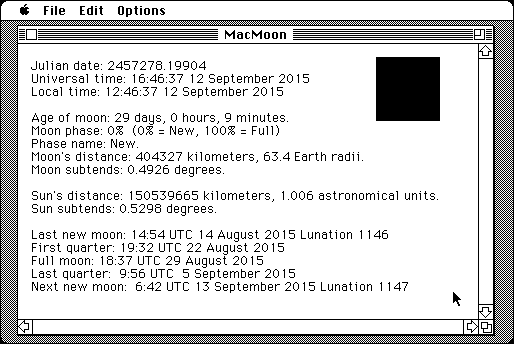 File Edit Options
MacMoon
Julian date: 2457278.19904
Universal time: 16:46:37 12 September 2015
Local time: 12:46:37 12 September 2015
Age of moon: 29 days, 0 hours, 9 minutes.
Moon phase: 0% (0% = New, 100% = Full)
Phase name: New.
Moon's distance: 404327 kilometers, 63.4 Earth radii.
Moon subtends: 0.4926 degrees.
Sun's distance: 150539665 kilometers, 1.006 astronomical units.
Sun subtends: 0.5298 degrees.
Last new moon: 14:54 UTC 14 August 2015 Lunation 1146
First quarter: 19:32 UTC 22 August 2015
Full moon: 18:37 UTC 29 August 2015
Last quarter: 9:56 UTC 5 September 2015
Next new moon: 6:42 UTC 13 September 2015 Lunation 1147